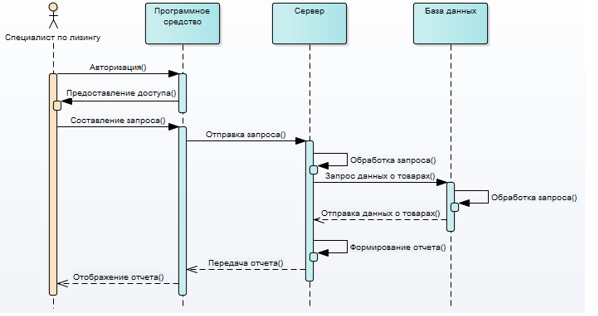 Специалист по лизингу
Программное
средство
Сервер
База данных
Авторизация()
Предоставление доступа()
Составление запроса()
Отправка запроса()
Обработка запроса()
Запрос данных о товарах()
Обработка запроса()
Отправка данных о товарах()
Формирование отчета()
Передача отчета()
Отображение отчета()